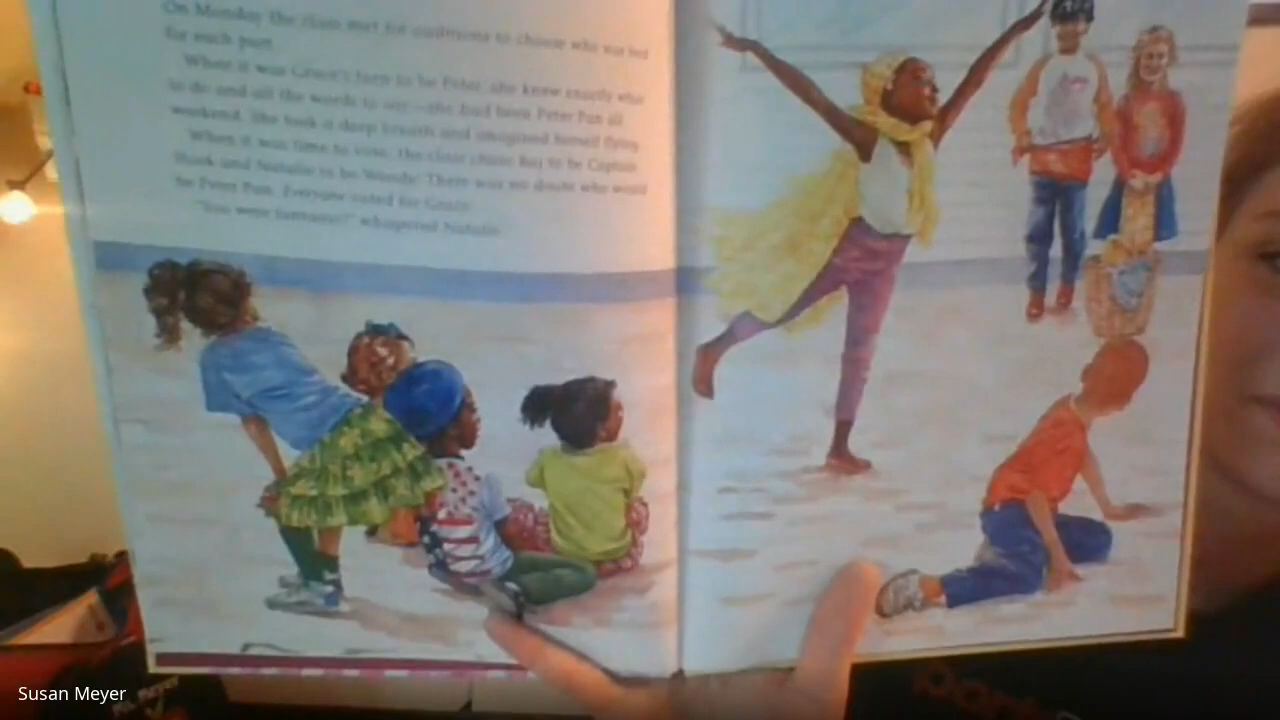 On Monday the class met for auditions to choose who was best
for each part.
When it was Grace's turn to be Peter, she knew exactly what
to do and all the words to say—she had been Peter Pan all
weekend. She took a deep breath and imagined herself flying.
When it was time to vote, the class chose Raj to be Captain
Hook and Natalie to be Wendy. There was no doubt who would
be Peter Pan. Everyone voted for Grace.
"You were fantastic!" whispered Natalie.
Susan Meyer